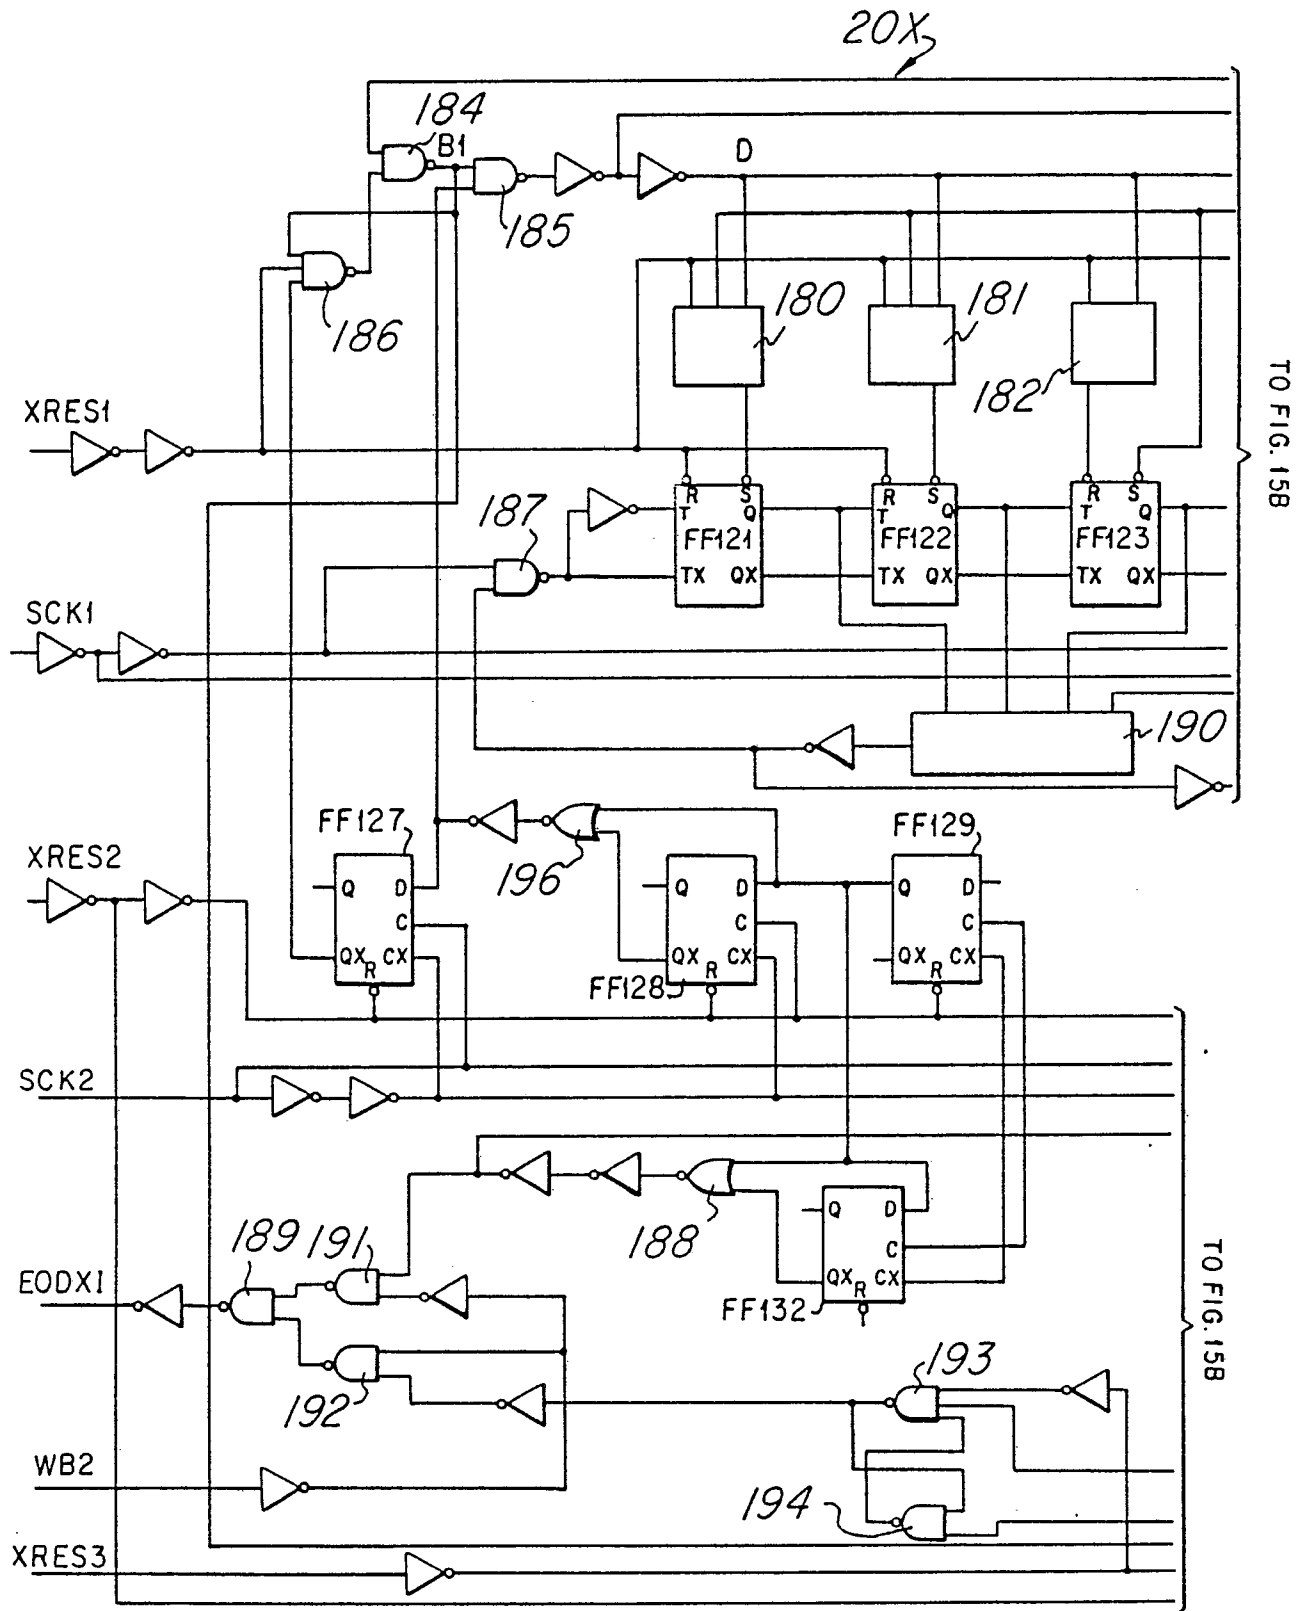 20X
184
B1
D
185
186
180
181
182
XRES1
TO FIG. 15B
R
S
T
Q
FF121
TX
QX
R
S
T
Q
FF122
TX
QX
R
S
T
Q
FF123
TX
QX
187
SCK1
190
FF127
196
FF129
XRES2
Q
D
C
QX
CX
R
Q
D
C
QX
CX
R
FF128
Q
D
C
QX
CX
R
SCK2
188
Q
D
C
QX
CX
R
FF132
189
191
EODX1
TO FIG. 15B
192
193
WB2
194
XRES3